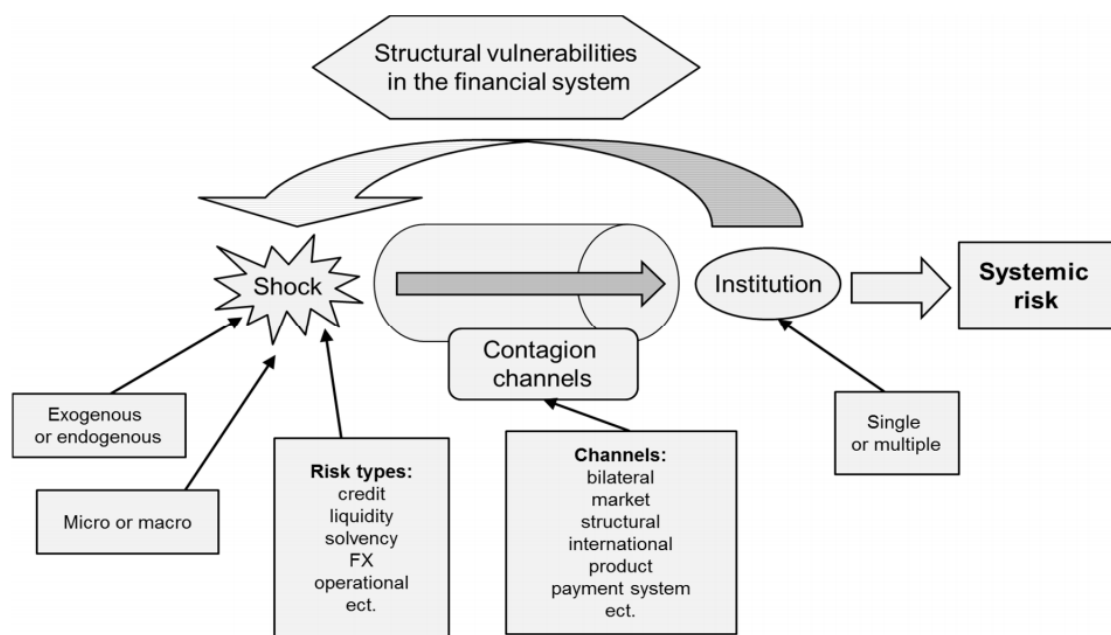 Structural vulnerabilities
in the financial system
Shock
Institution
Systemic
risk
Contagion
channels
Exogenous
or endogenous
Micro or macro
Risk types:
credit
liquidity
solvency
FX
operational
ect.
Channels:
bilateral
market
structural
international
product
payment system
ect.
Single
or multiple